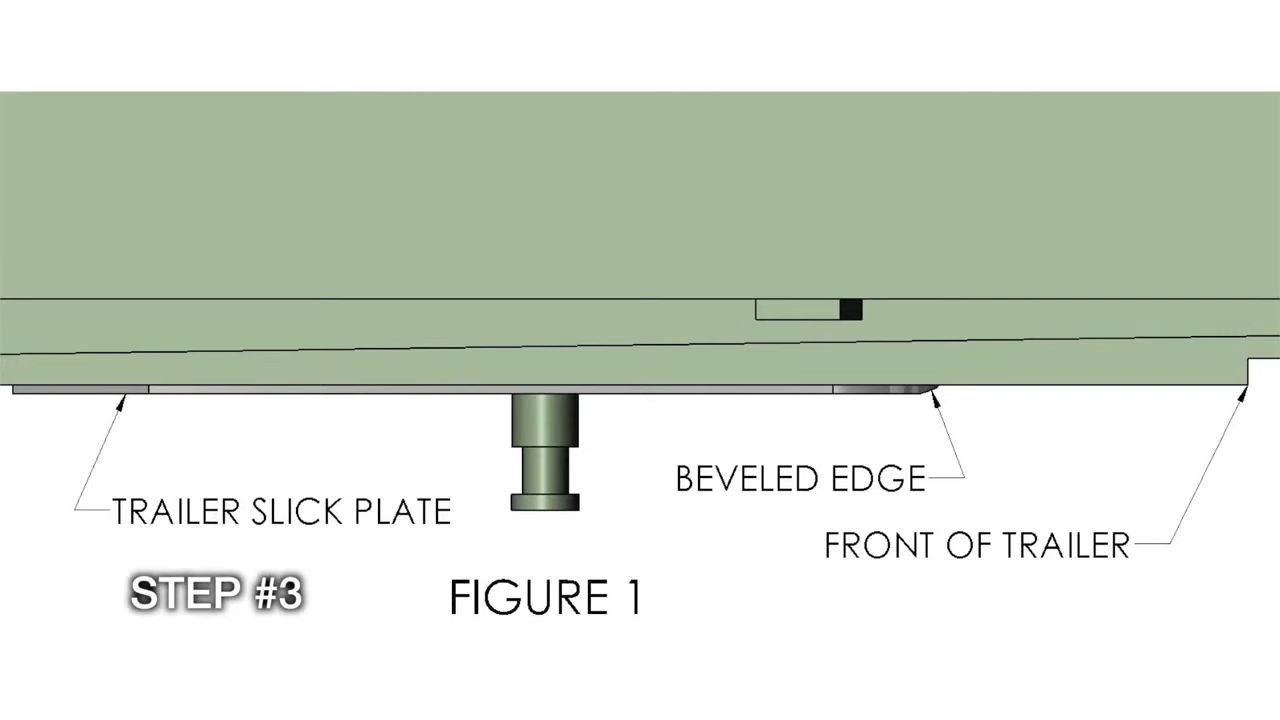 TRAILER SLICK PLATE
BEVELED EDGE
FRONT OF TRAILER
STEP #3
FIGURE 1